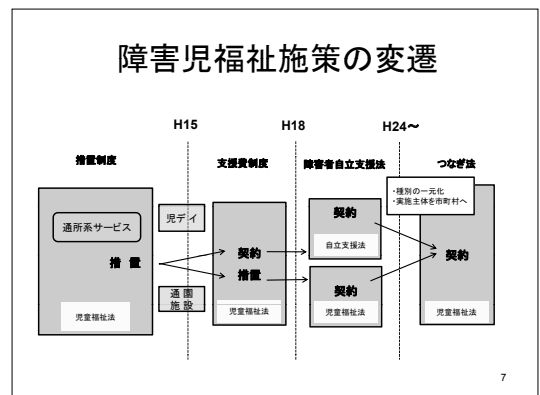 障害児福祉施策の変遷
H15
H18
H24～
措置制度
支援費制度
障害者自立支援法
つなぎ法
通所系サービス
措 置
児童福祉法
児デイ
通園
施設
契約
措置
児童福祉法
契約
自立支援法
契約
児童福祉法
・種別の一元化
・実施主体を市町村へ
契約
児童福祉法
7